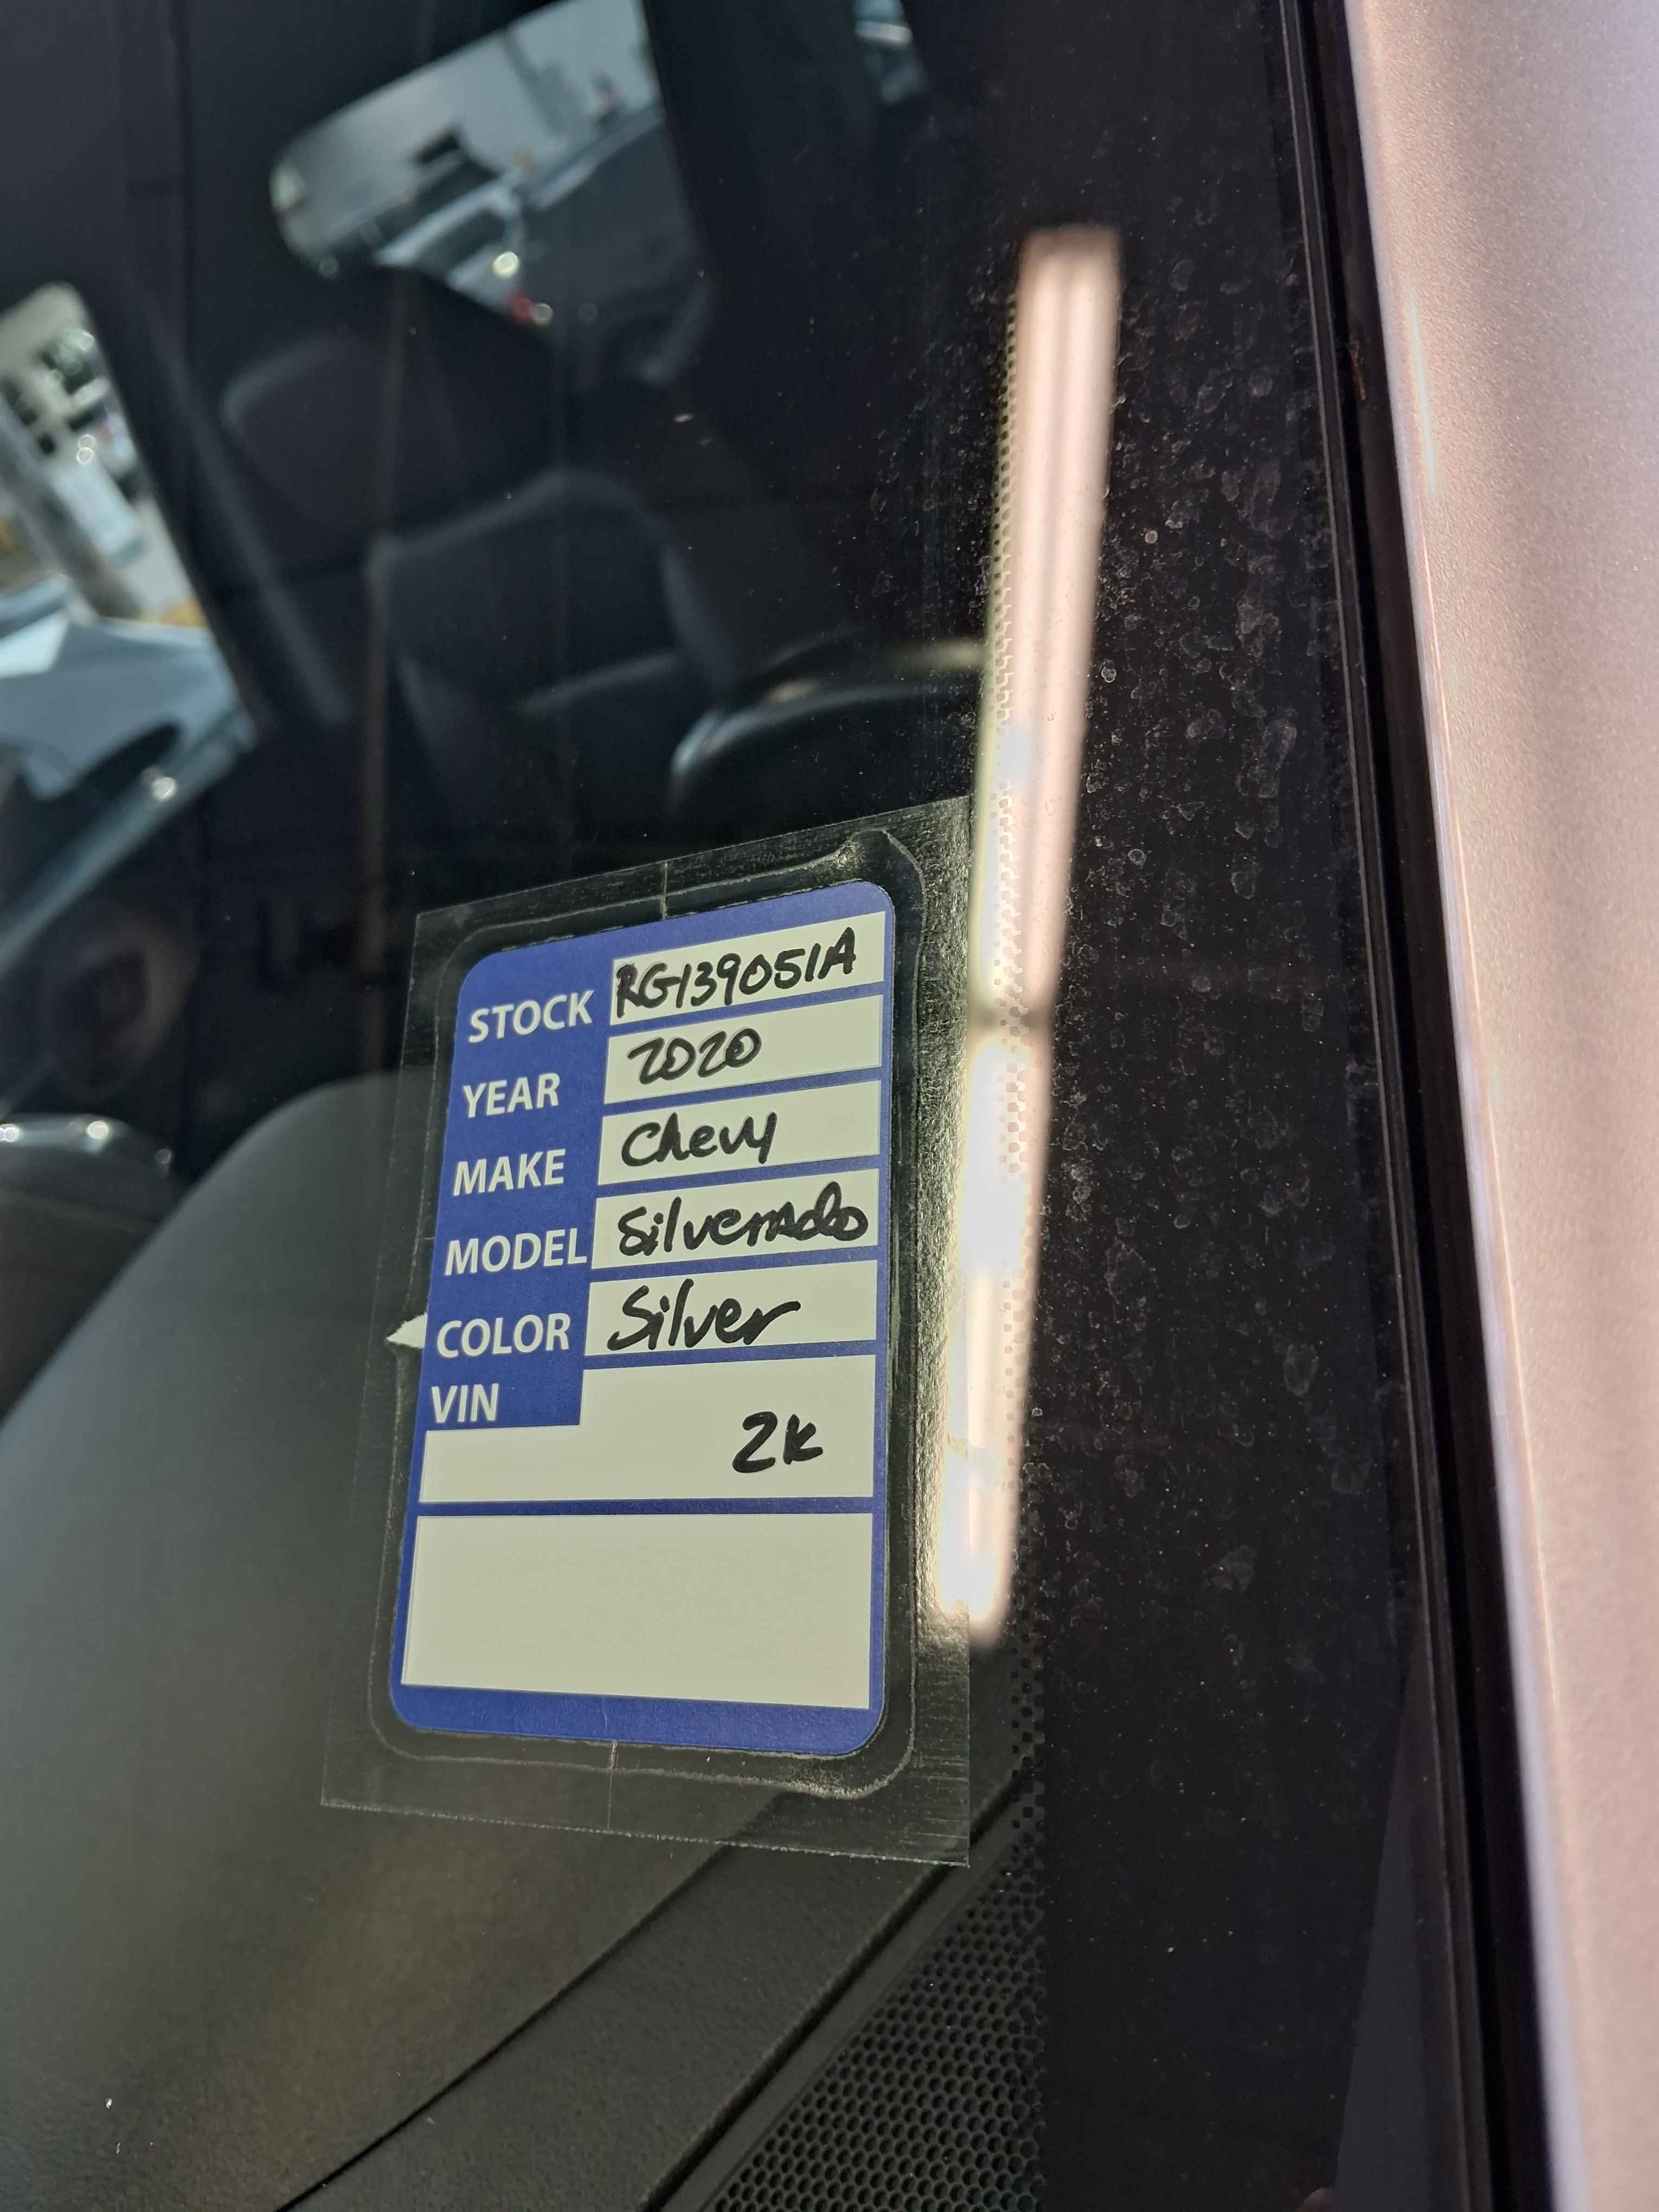 STOCK RG139051A
YEAR 2020
MAKE Chevy
MODEL Silverado
COLOR Silver
VIN
2k